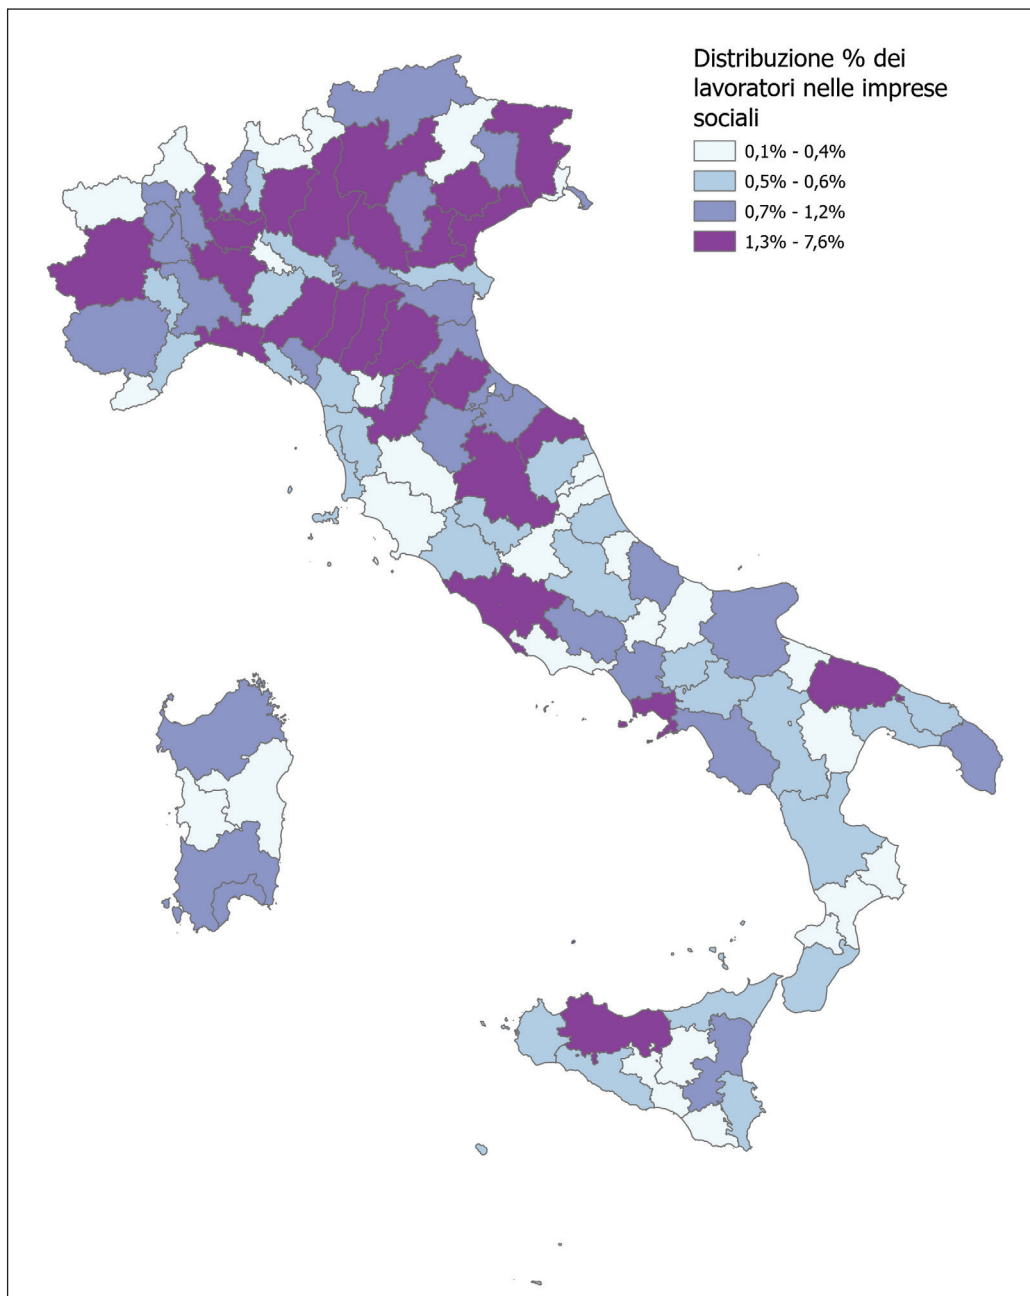 Distribuzione % dei
lavoratori nelle imprese
sociali
0,1% - 0,4%
0,5% - 0,6%
0,7% - 1,2%
1,3% - 7,6%